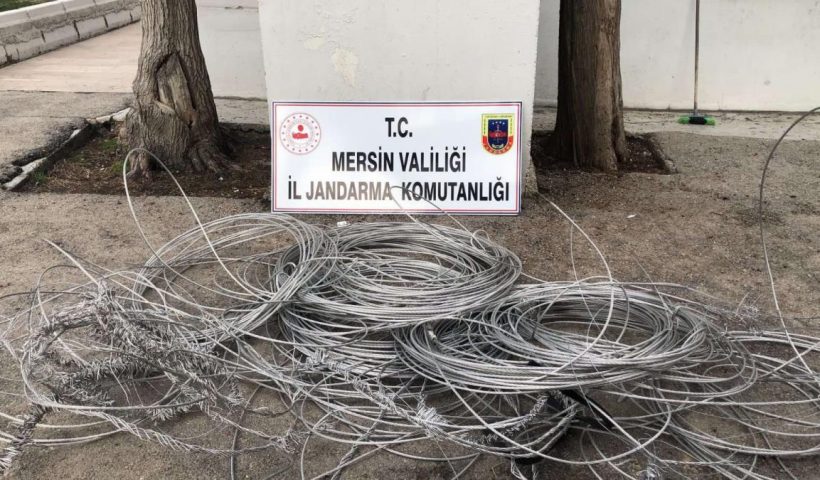 T.C.
MERSİN VALİLİĞİ
İL JANDARMA KOMUTANLIĞI